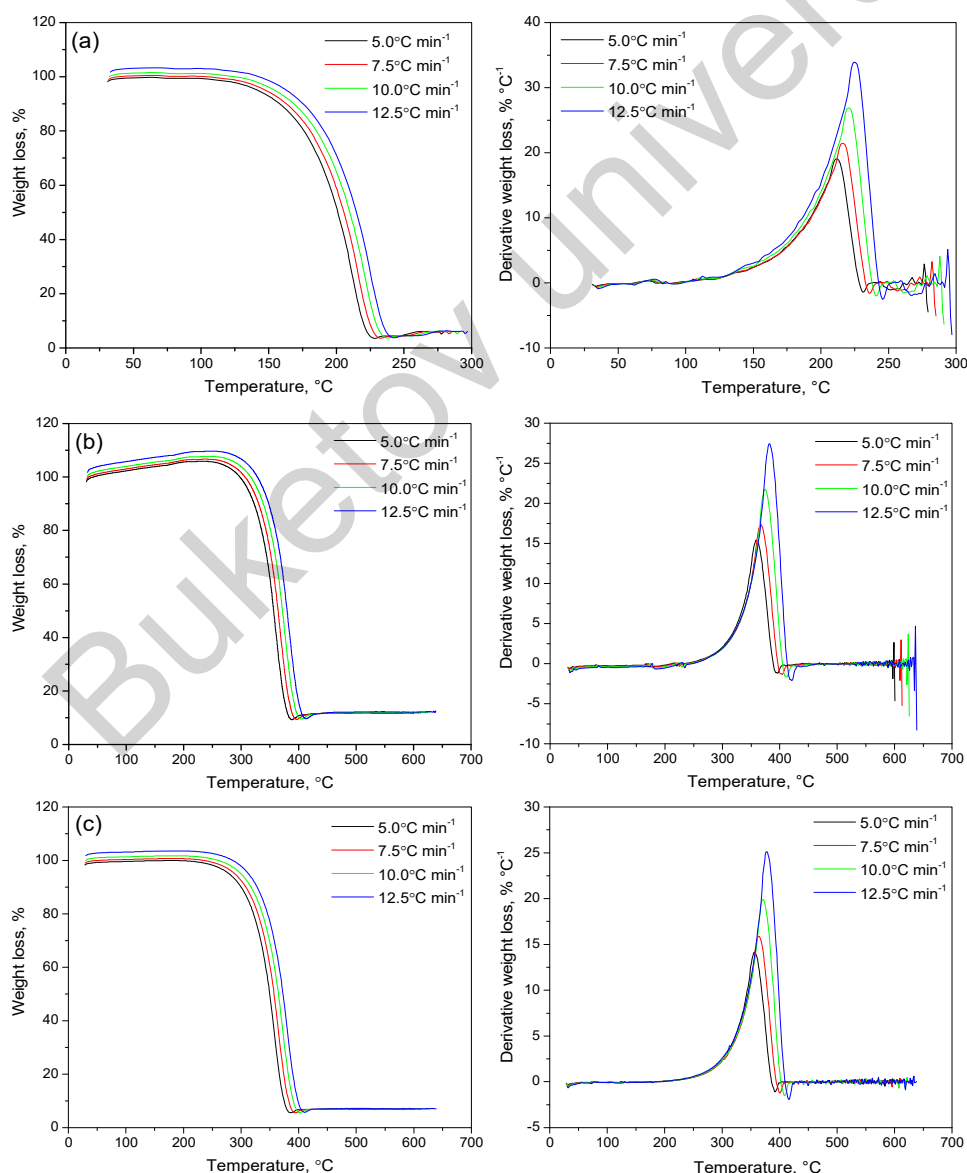 (a)
5.0°C min-1
7.5°C min-1
10.0°C min-1
12.5°C min-1
Weight loss, %
120
100
80
60
40
20
0
0 50 100 150 200 250 300
Temperature, °C
5.0°C min-1
7.5°C min-1
10.0°C min-1
12.5°C min-1
Derivative weight loss, % °C-1
40
30
20
10
0
-10
0 50 100 150 200 250 300
Temperature, °C
(b)
5.0°C min-1
7.5°C min-1
10.0°C min-1
12.5°C min-1
Weight loss, %
120
100
80
60
40
20
0
0 100 200 300 400 500 600 700
Temperature, °C
5.0°C min-1
7.5°C min-1
10.0°C min-1
12.5°C min-1
Derivative weight loss, % °C-1
30
25
20
15
10
5
0
-5
-10
0 100 200 300 400 500 600 700
Temperature, °C
(c)
5.0°C min-1
7.5°C min-1
10.0°C min-1
12.5°C min-1
Weight loss, %
120
100
80
60
40
20
0
0 100 200 300 400 500 600 700
Temperature, °C
5.0°C min-1
7.5°C min-1
10.0°C min-1
12.5°C min-1
Derivative weight loss, % °C-1
30
25
20
15
10
5
0
-5
0 100 200 300 400 500 600 700
Temperature, °C
Buketov